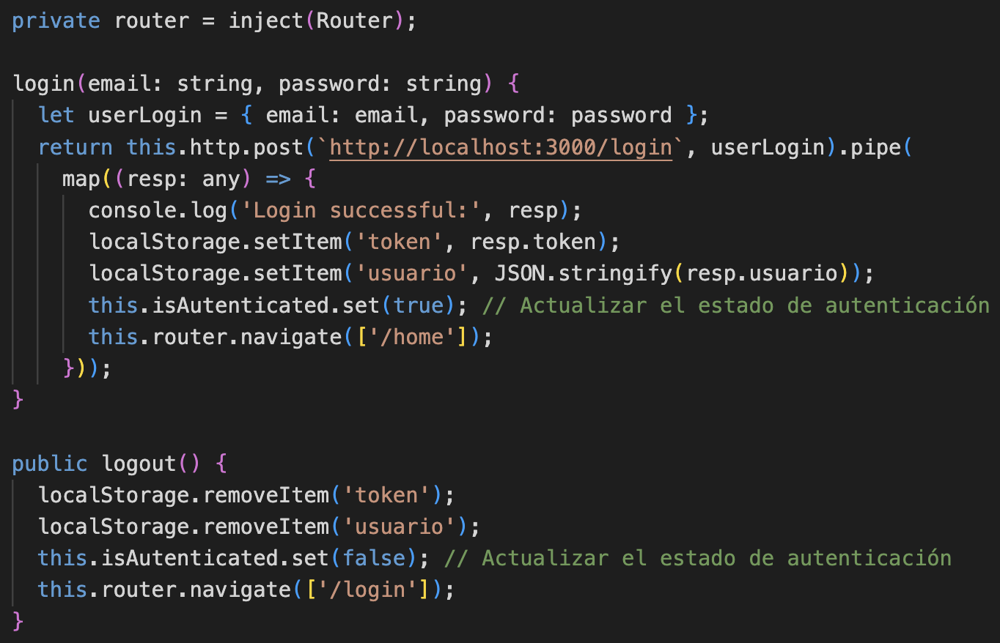 private router = inject(Router);

login(email: string, password: string) {
  let userLogin = { email: email, password: password };
  return this.http.post(`http://localhost:3000/login`, userLogin).pipe(
    map((resp: any) => {
      console.log('Login successful:', resp);
      localStorage.setItem('token', resp.token);
      localStorage.setItem('usuario', JSON.stringify(resp.usuario));
      this.isAutenticated.set(true); // Actualizar el estado de autenticación
      this.router.navigate(['/home']);
    }));
}

public logout() {
  localStorage.removeItem('token');
  localStorage.removeItem('usuario');
  this.isAutenticated.set(false); // Actualizar el estado de autenticación
  this.router.navigate(['/login']);
}